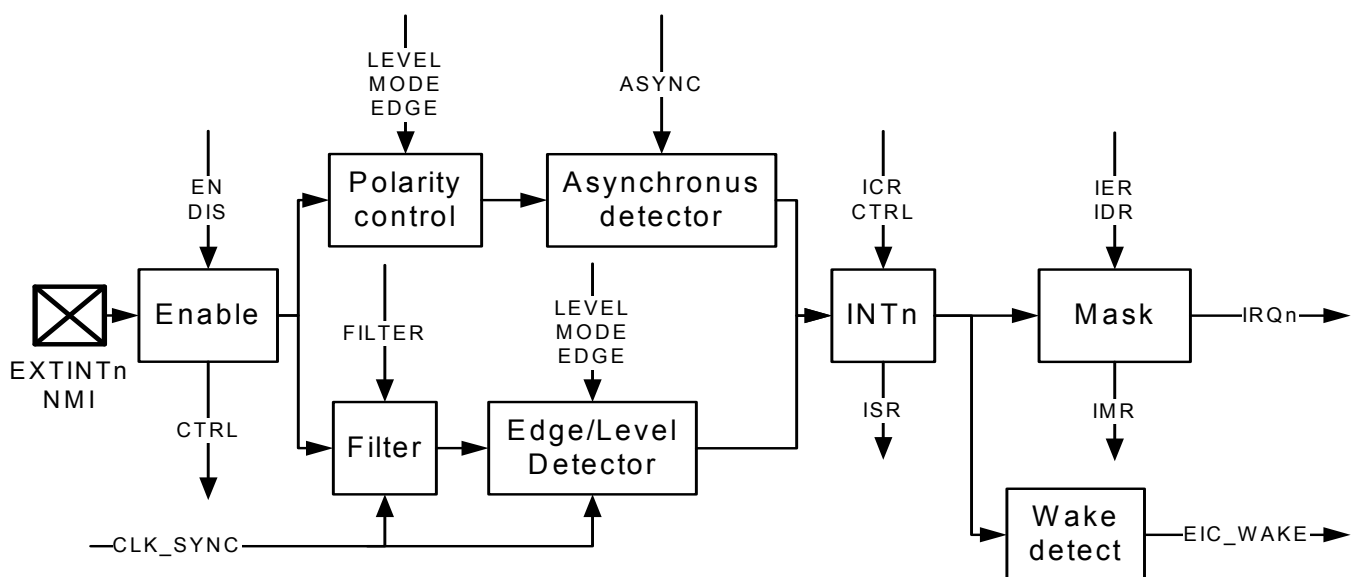 LEVEL
MODE
EDGE
ASYNC
EN
DIS
Polarity
control
Asynchronus
detector
ICR
CTRL
IER
IDR
EXTINTn
NMI
Enable
FILTER
LEVEL
MODE
EDGE
INTn
Mask
IRQn
CTRL
Filter
Edge/Level
Detector
ISR
IMR
CLK_SYNC
Wake
detect
EIC_WAKE